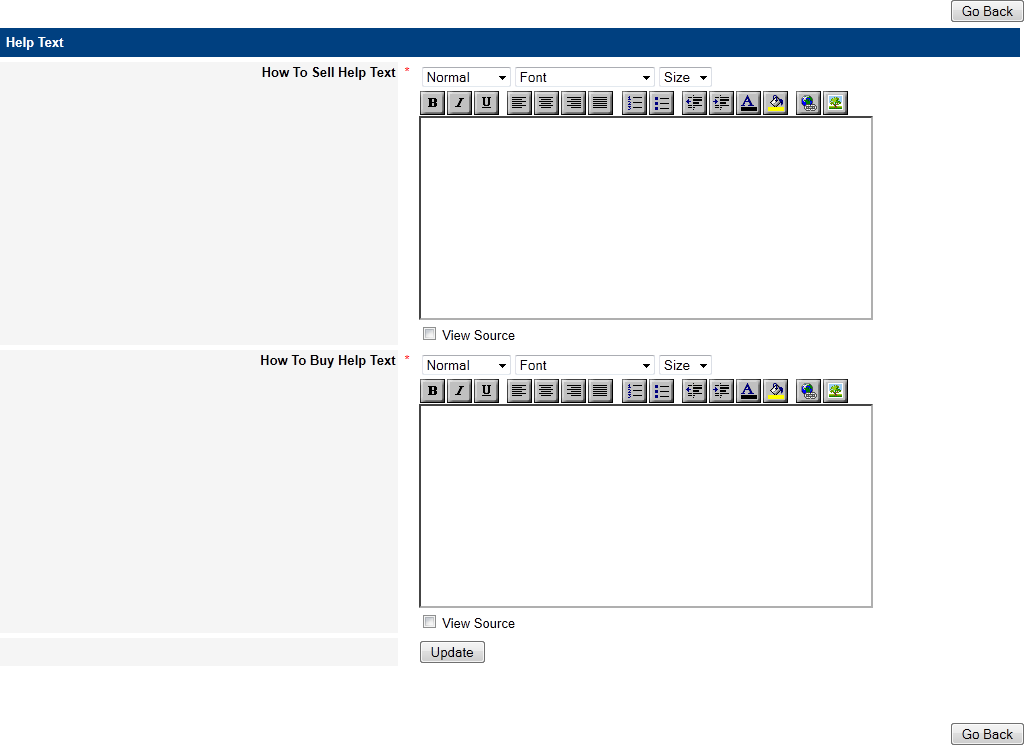 Go Back
Help Text
How To Sell Help Text *
Normal Font Size
B I U
View Source
How To Buy Help Text *
Normal Font Size
B I U
View Source
Update
Go Back